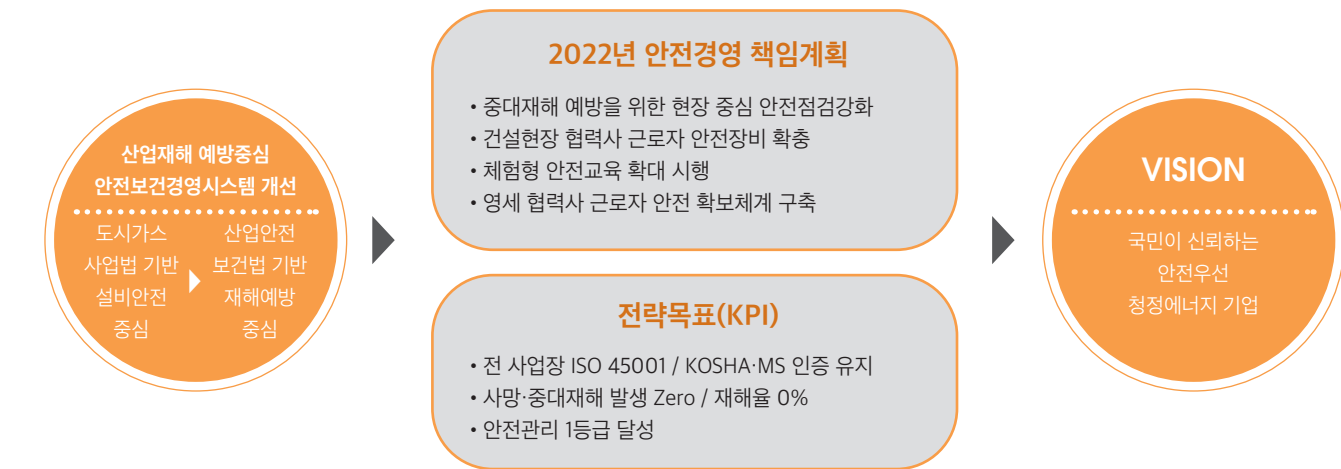 산업재해 예방중심
안전보건경영시스템 개선
도시가스
사업법 기반
설비안전
중심
산업안전
보건법 기반
재해예방
중심
2022년 안전경영 책임계획
• 중대재해 예방을 위한 현장 중심 안전점검강화
• 건설현장 협력사 근로자 안전장비 확충
• 체험형 안전교육 확대 시행
• 영세 협력사 근로자 안전 확보체계 구축
전략목표(KPI)
• 전 사업장 ISO 45001 / KOSHA·MS 인증 유지
• 사망·중대재해 발생 Zero / 재해율 0%
• 안전관리 1등급 달성
VISION
국민이 신뢰하는
안전우선
청정에너지 기업